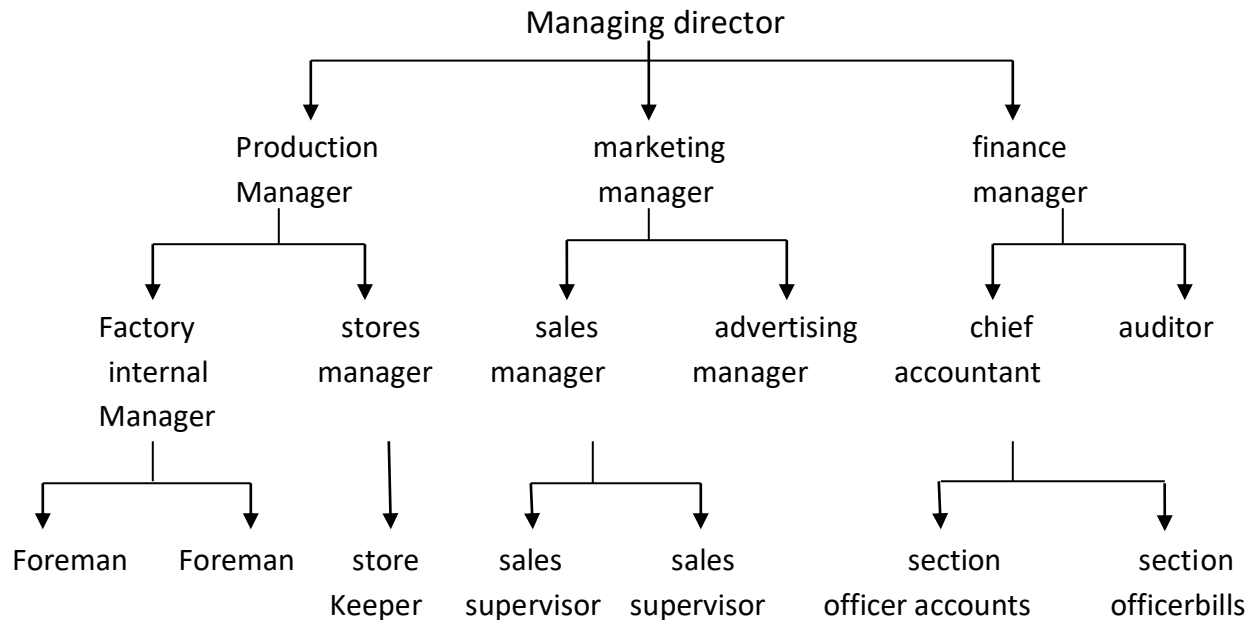 Managing director
Production marketing finance
Manager manager manager
Factory stores sales advertising chief auditor
internal manager manager manager accountant
Manager
Foreman Foreman store sales sales section section
Keeper supervisor supervisor officer accounts officerbills